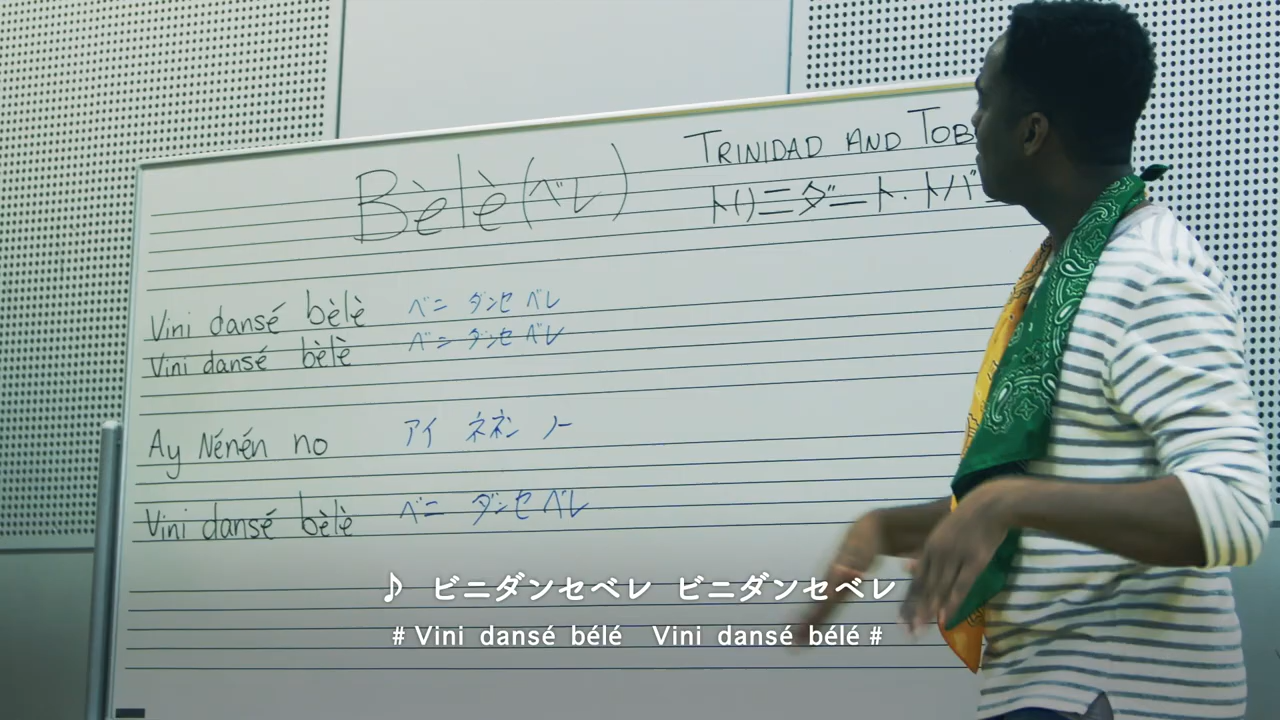 Bèlè (ベレ)
TRINIDAD AND TOB
トリニダード・トバ
Vini dansé bèlè ベニ ダンセ ベレ
Vini dansé bèlè ベニ ダンセ ベレ
Ay Nénén no アイ ネネン ノー
Vini dansé bèlè ベニ ダンセ ベレ
♪ ビニダンセベレ ビニダンセベレ
# Vini dansé bélé Vini dansé bélé #